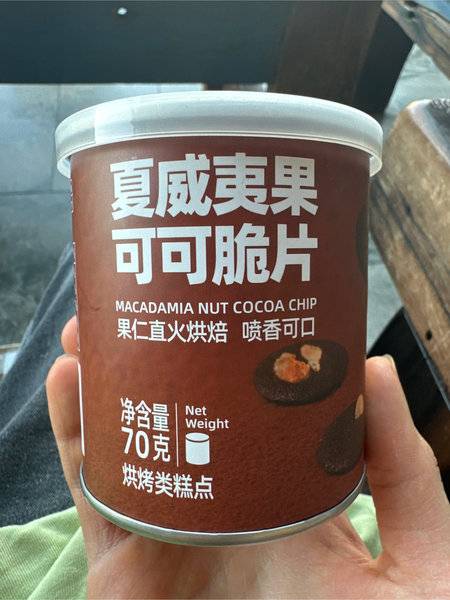 夏威夷果
可可脆片
MACADAMIA NUT COCOA CHIP
果仁直火烘焙 喷香可口
净含量
70克
Net
Weight
烘烤类糕点